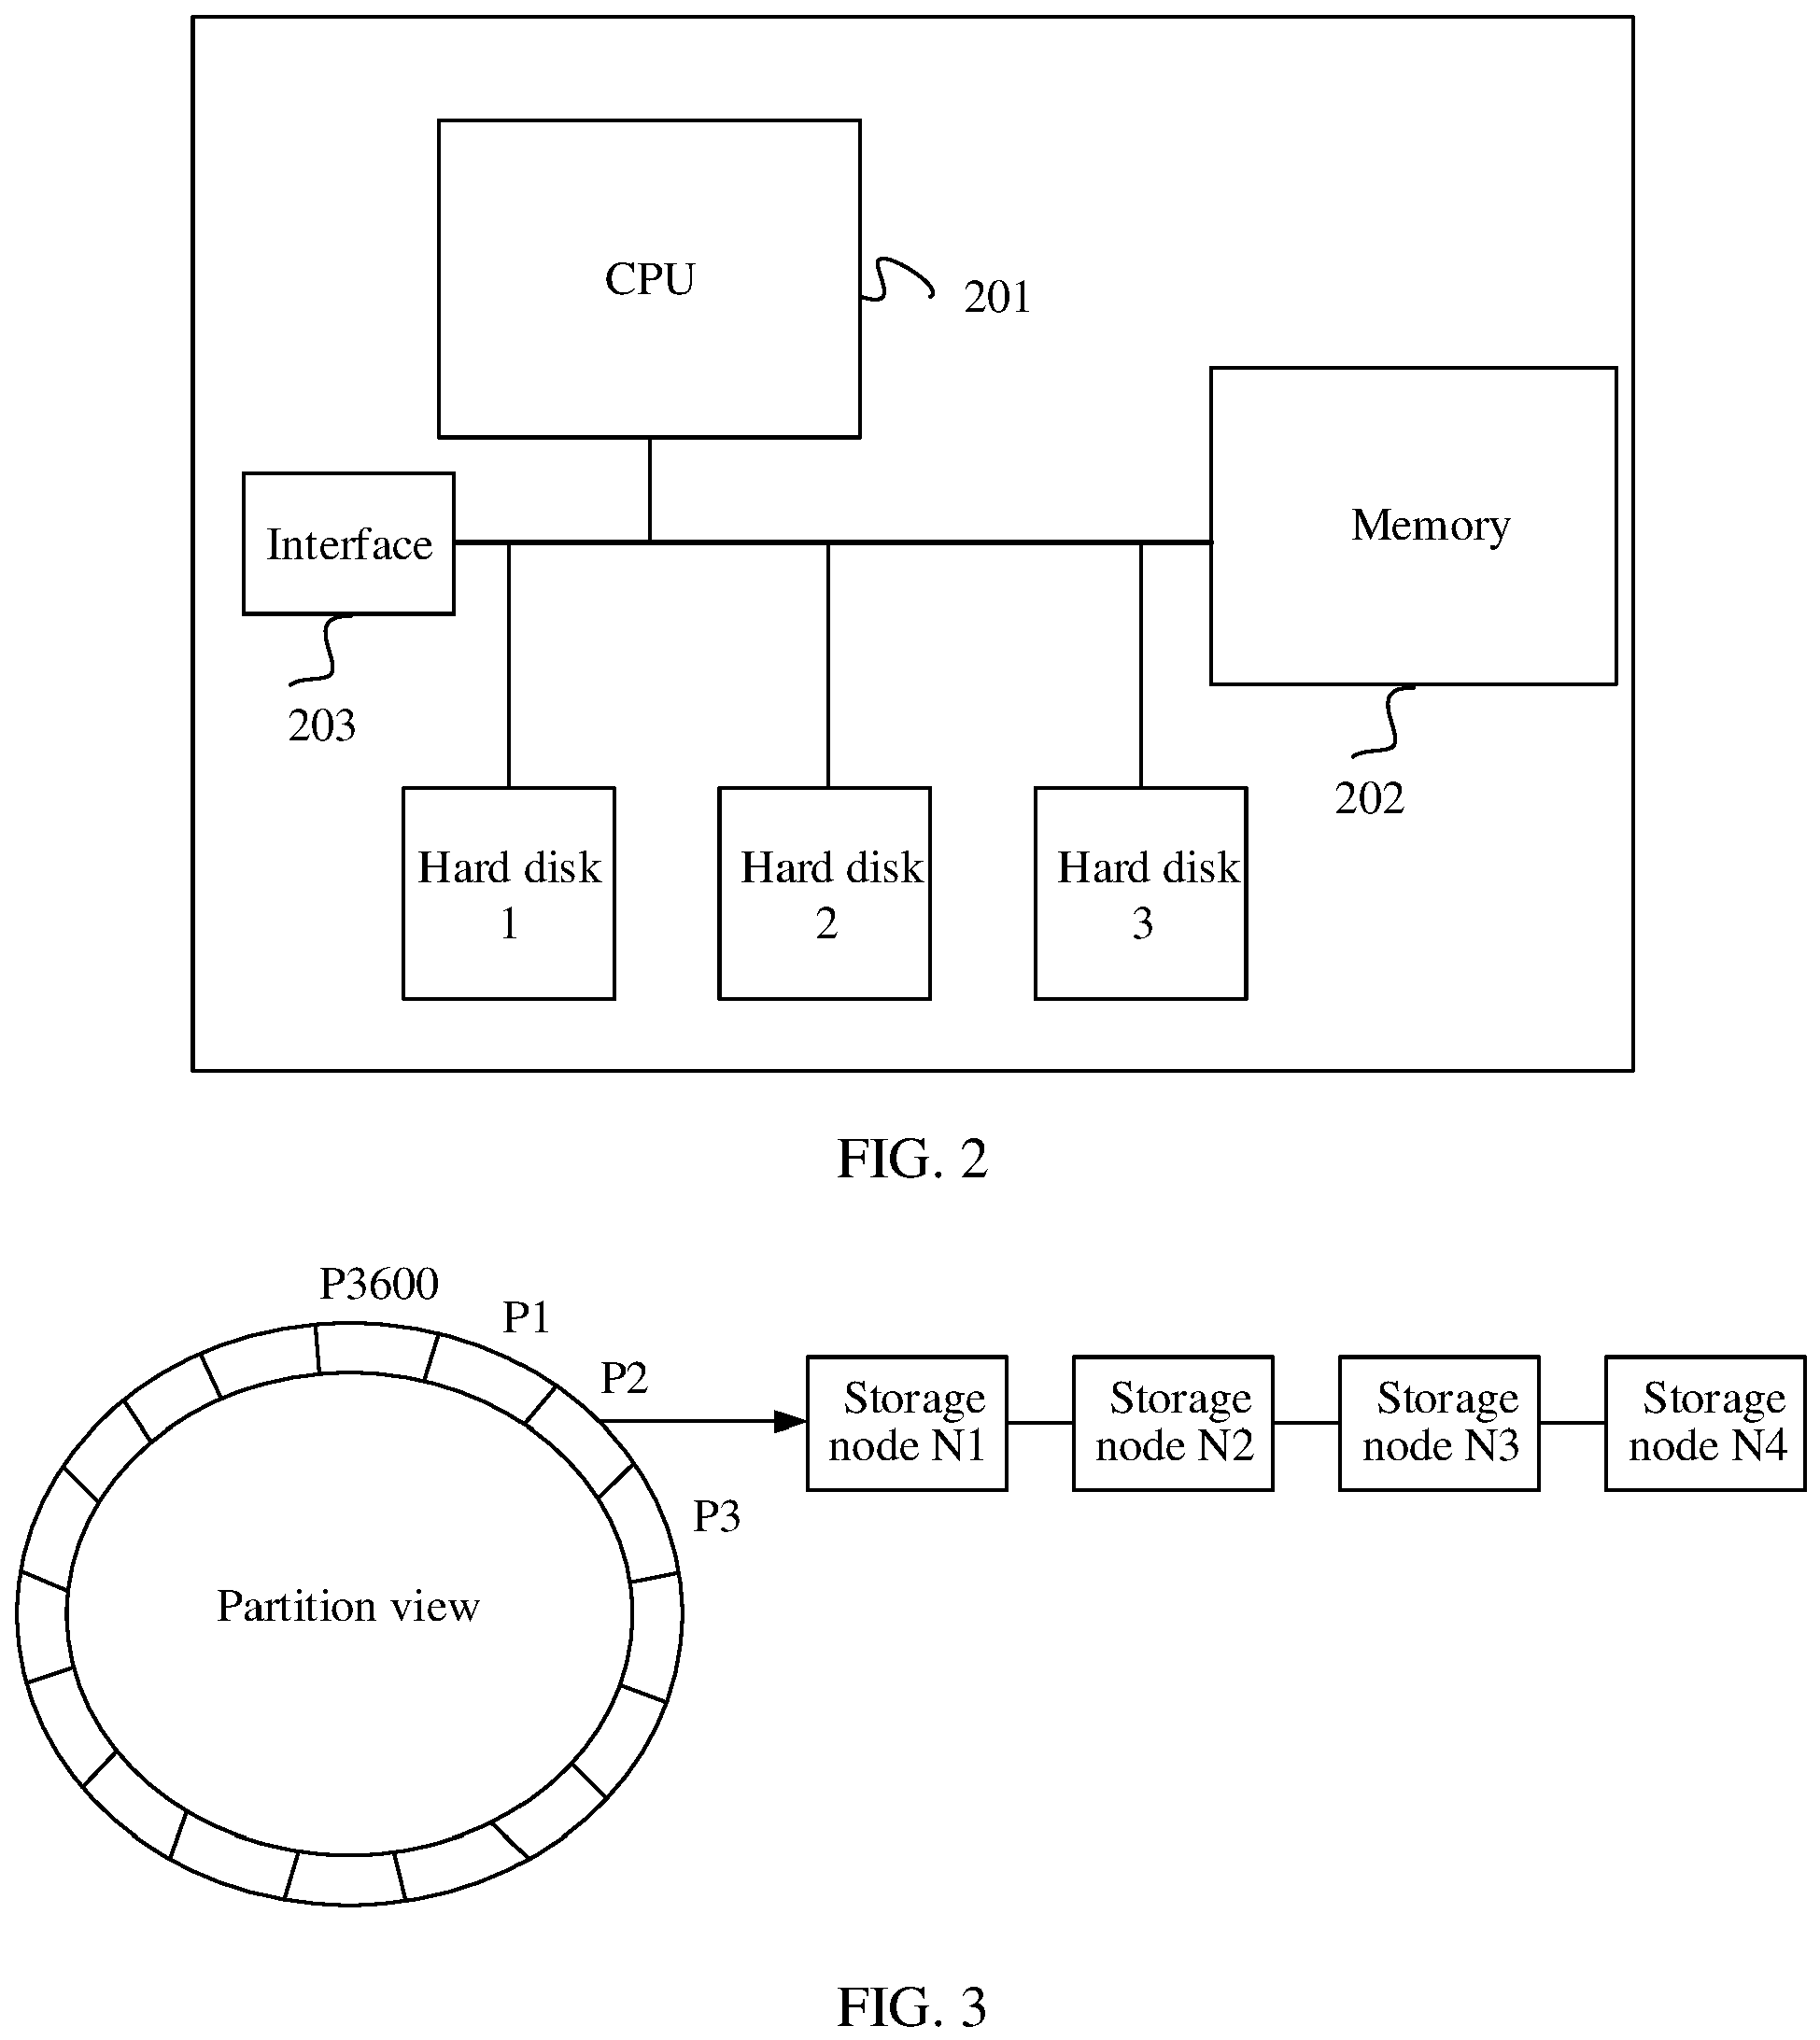 CPU
201
Interface
Memory
203
202
Hard disk
1
Hard disk
2
Hard disk
3
FIG. 2
P3600
P1
P2
P3
Storage
node N1
Storage
node N2
Storage
node N3
Storage
node N4
Partition view
FIG. 3